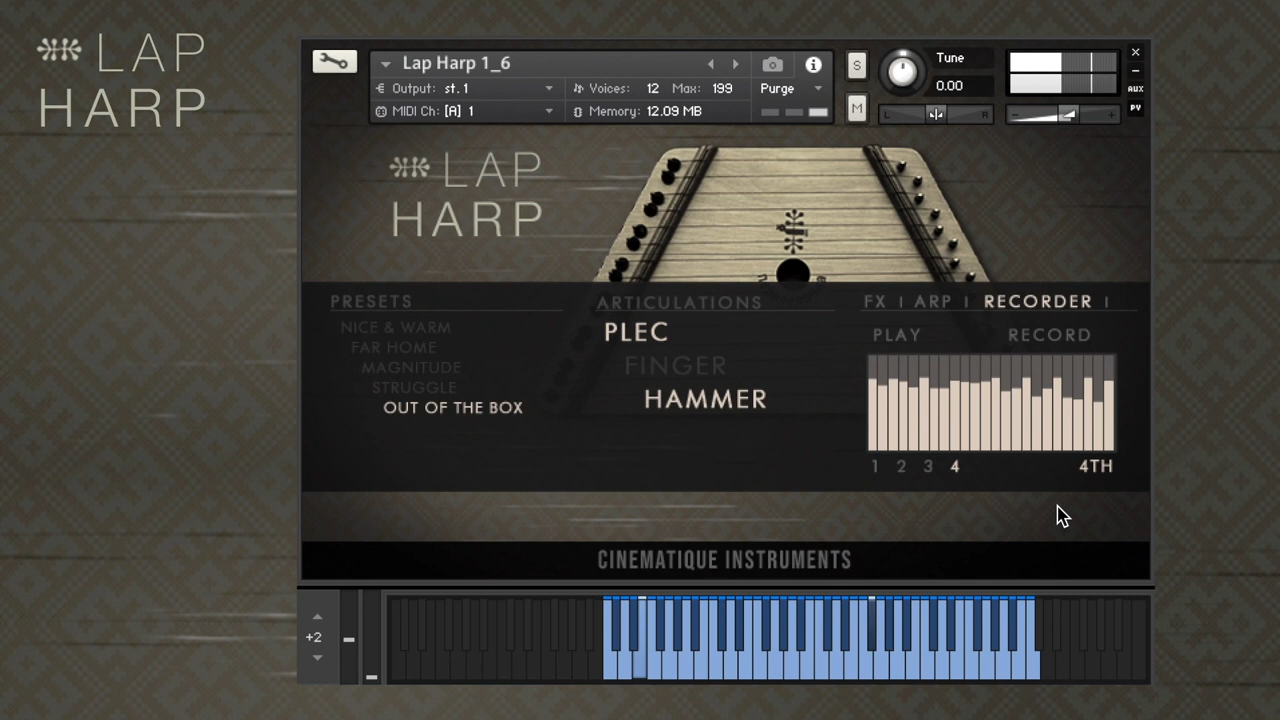 LAP
HARP
Lap Harp 1_6
Output: st. 1
Voices: 12 Max: 199
Purge
MIDI Ch: [A] 1
Memory: 12.09 MB
S
M
Tune
0.00
L R
- +
×
-
AUX
PV
LAP
HARP
PRESETS
NICE & WARM
FAR HOME
MAGNITUDE
STRUGGLE
OUT OF THE BOX
ARTICULATIONS
PLEC
FINGER
HAMMER
FX | ARP | RECORDER |
PLAY RECORD
1 2 3 4 4TH
CINEMATIQUE INSTRUMENTS
+2